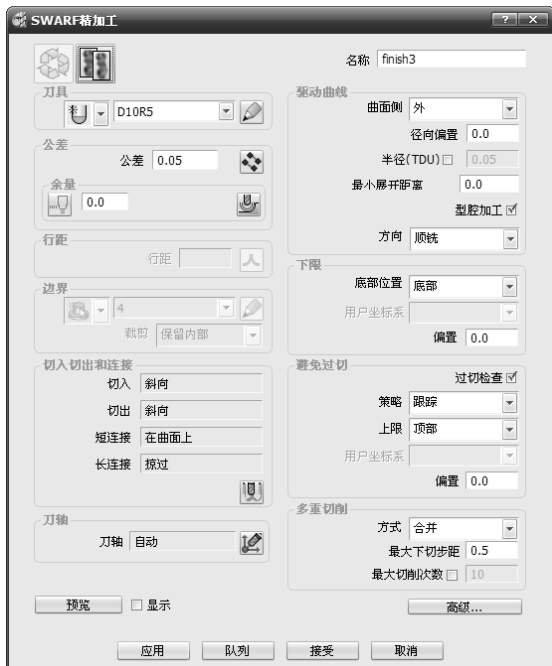 SWARF精加工
名称 finish3
刀具
D10R5
公差
公差 0.05
余量
0.0
行距
行距
边界
4
裁剪 保留内部
切入切出和连接
切入 斜向
切出 斜向
短连接 在曲面上
长连接 掠过
刀轴
刀轴 自动
预览 显示
驱动曲线
曲面侧 外
径向偏置 0.0
半径(TDU) 0.05
最小展开距离 0.0
型腔加工
方向 顺铣
下限
底部位置 底部
用户坐标系
偏置 0.0
避免过切
过切检查
策略 跟踪
上限 顶部
用户坐标系
偏置 0.0
多重切削
方式 合并
最大下切步距 0.5
最大切削次数 10
高级...
应用 队列 接受 取消